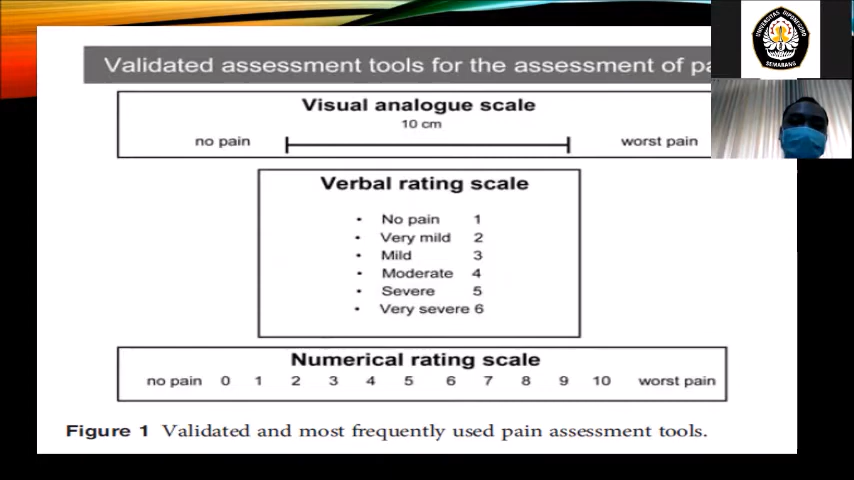 Validated assessment tools for the assessment of
Visual analogue scale
10 cm
no pain worst pain
Verbal rating scale
• No pain 1
• Very mild 2
• Mild 3
• Moderate 4
• Severe 5
• Very severe 6
Numerical rating scale
no pain 0 1 2 3 4 5 6 7 8 9 10 worst pain
Figure 1 Validated and most frequently used pain assessment tools.
UNIVERSITAS DIPONEGORO
SEMARANG